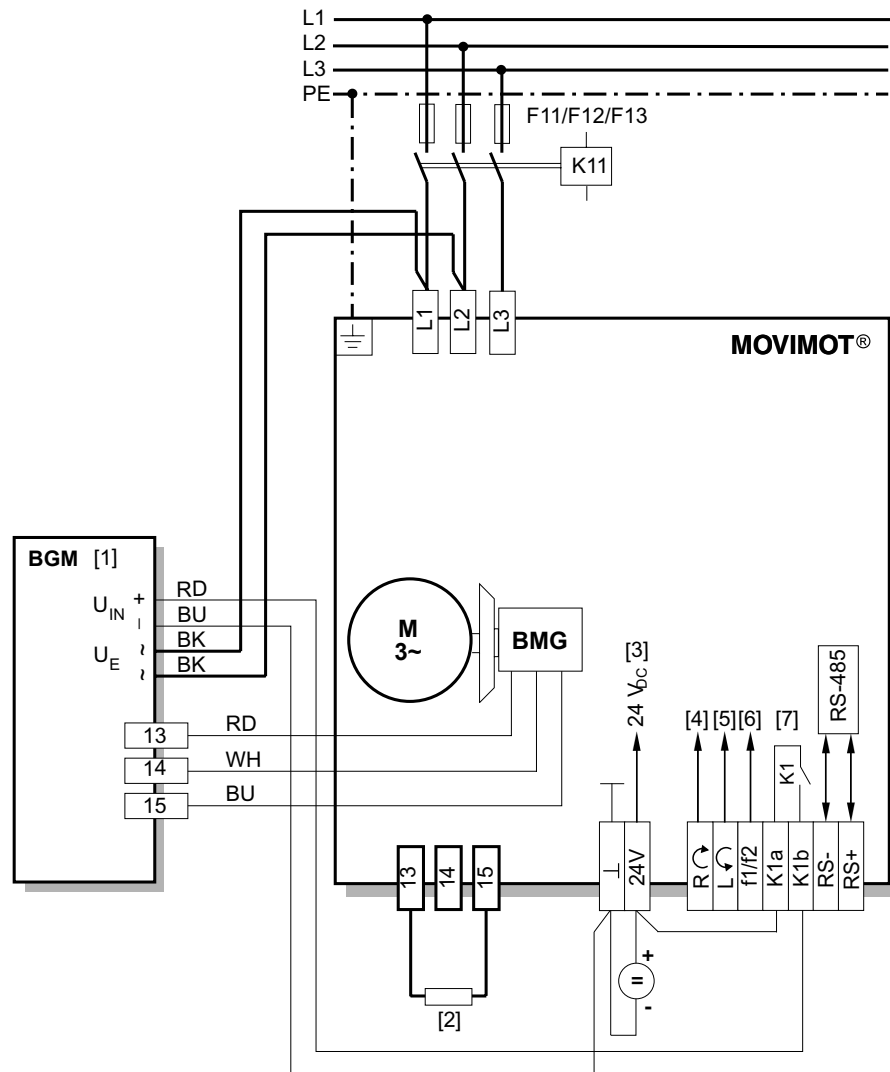 L1
L2
L3
PE
F11/F12/F13
K11
L1
L2
L3
MOVIMOT®
BGM [1]
U_IN + RD
– BU
U_E ~ BK
~ BK
M
3~
BMG
13 RD
14 WH
15 BU
[3]
24 V_DC
[4] [5] [6] [7]
K1
RS-485
13
14
15
⊥
24V
R
L
f1/f2
K1a
K1b
RS-
RS+
[2]
+
=
-